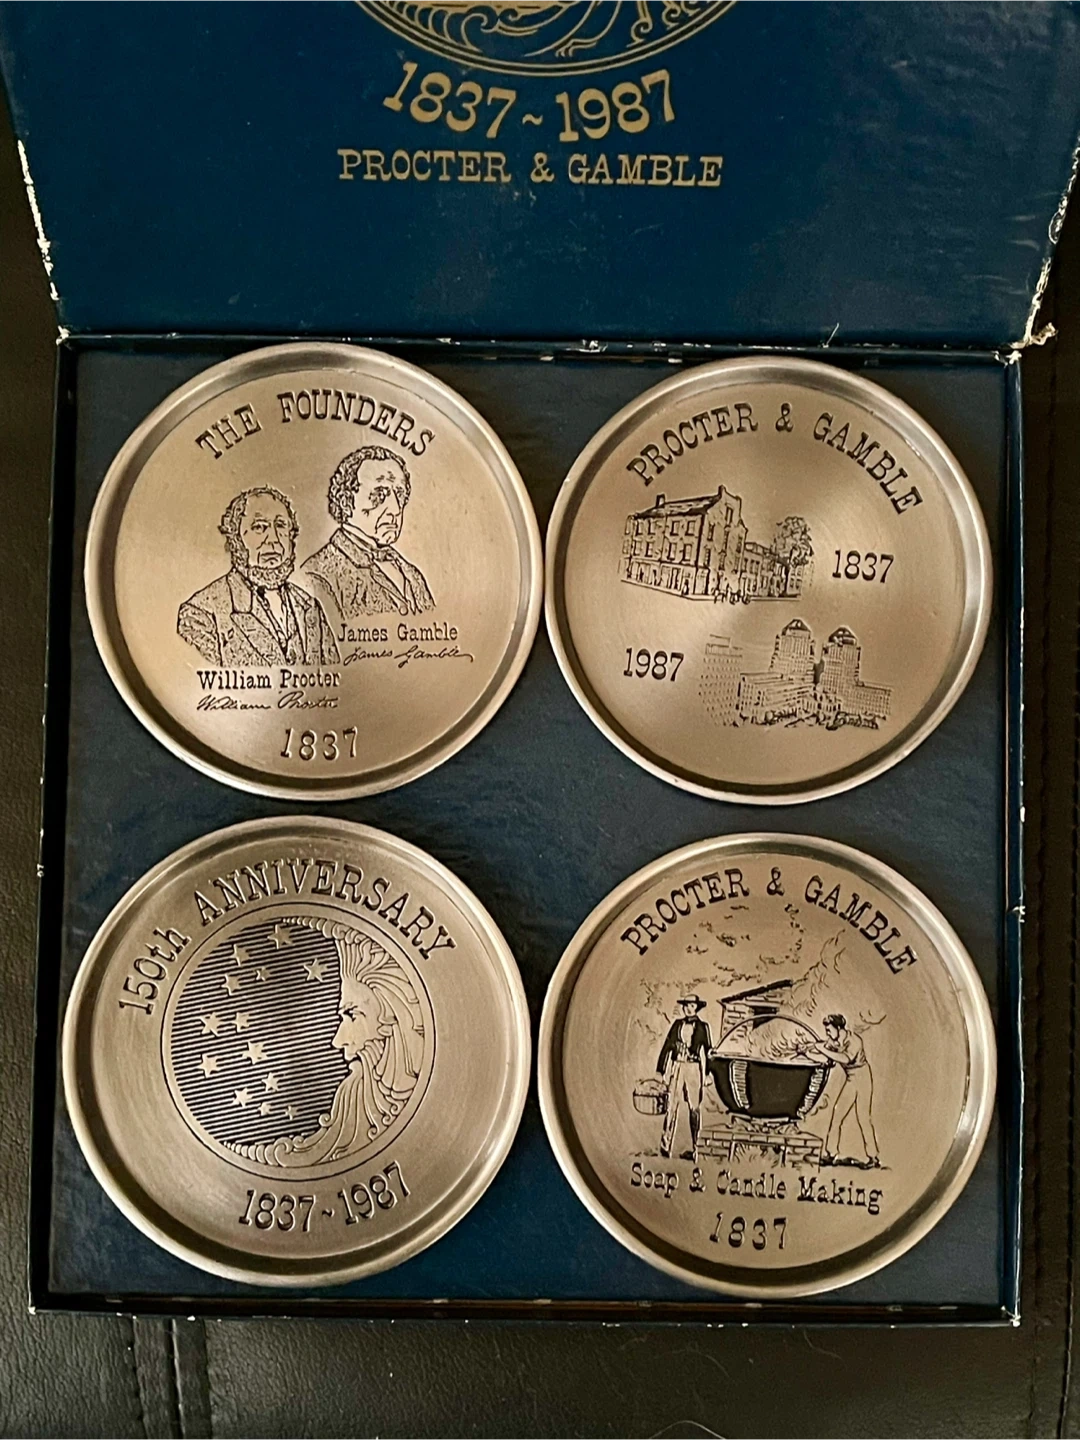 1837~1987
PROCTER & GAMBLE
THE FOUNDERS
James Gamble
James Gamble
William Procter
William Procter
1837
PROCTER & GAMBLE
1837
1987
150th ANNIVERSARY
1837~1987
PROCTER & GAMBLE
Soap & Candle Making
1837